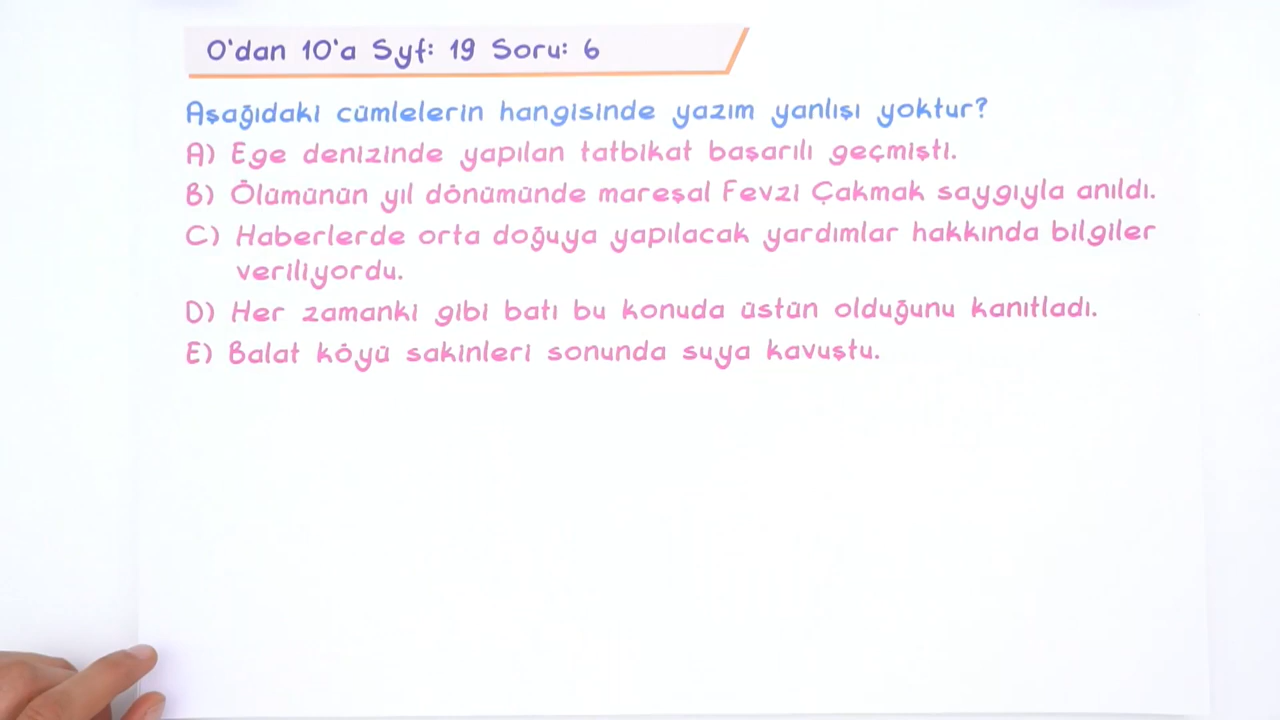 0'dan 10'a Syf: 19 Soru: 6
Aşağıdaki cümlelerin hangisinde yazım yanlışı yoktur?
A) Ege denizinde yapılan tatbikat başarılı geçmişti.
B) Ölümünün yıl dönümünde mareşal Fevzi Çakmak saygıyla anıldı.
C) Haberlerde orta doğuya yapılacak yardımlar hakkında bilgiler
veriliyordu.
D) Her zamanki gibi batı bu konuda üstün olduğunu kanıtladı.
E) Balat köyü sakinleri sonunda suya kavuştu.